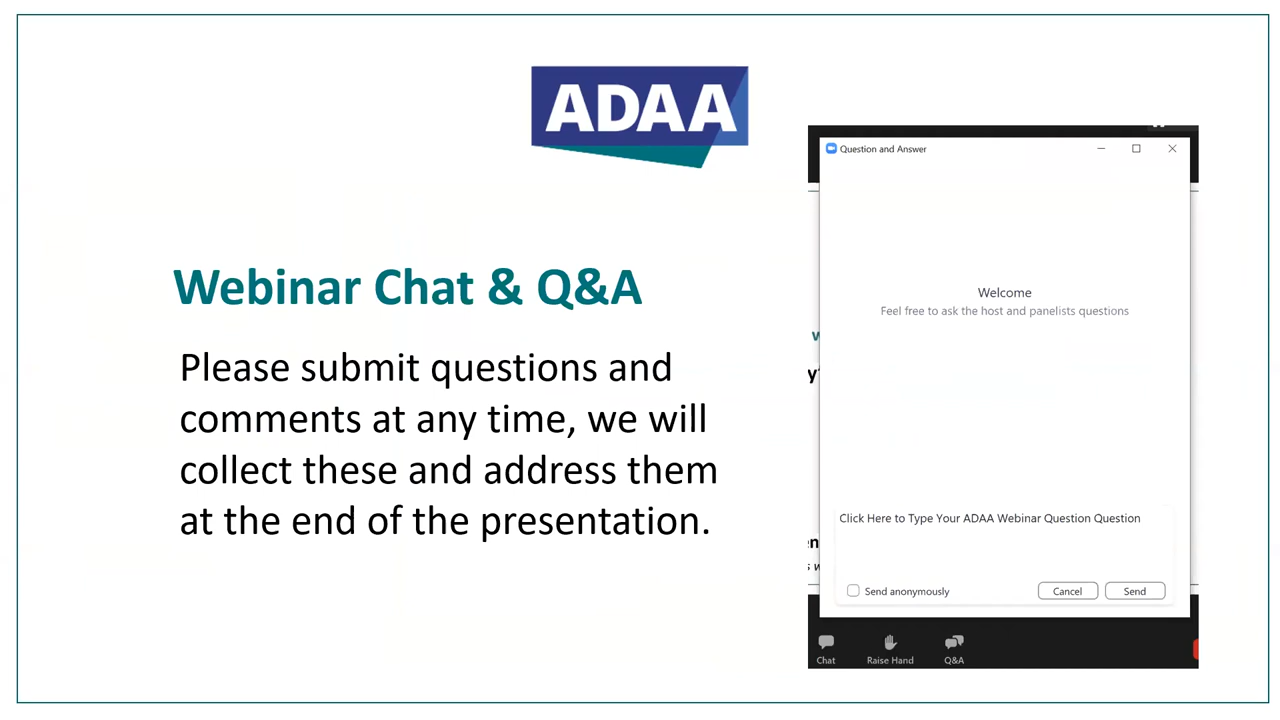 ADAA
Webinar Chat & Q&A
Please submit questions and
comments at any time, we will
collect these and address them
at the end of the presentation.
Question and Answer
Welcome
Feel free to ask the host and panelists questions
Click Here to Type Your ADAA Webinar Question Question
Send anonymously
Cancel
Send
Chat
Raise Hand
Q&A